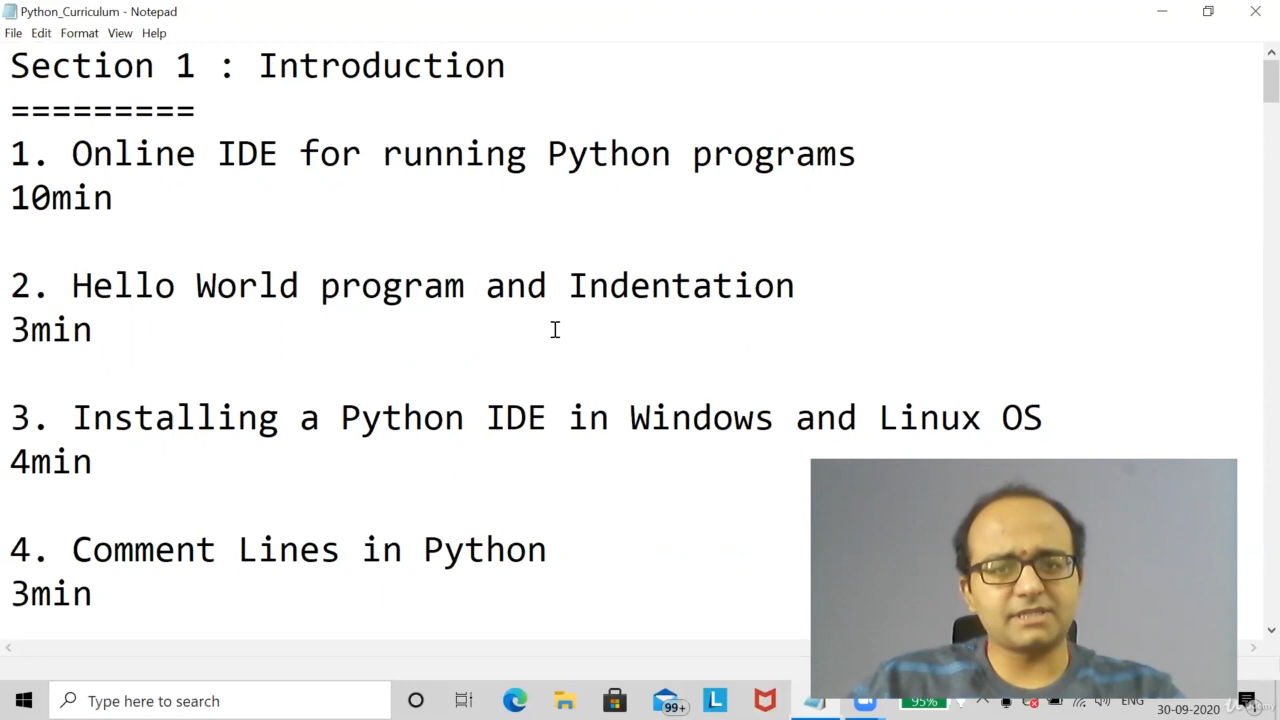 Python_Curriculum - Notepad
File Edit Format View Help
Section 1 : Introduction
=========
1. Online IDE for running Python programs
10min
2. Hello World program and Indentation
3min
3. Installing a Python IDE in Windows and Linux OS
4min
4. Comment Lines in Python
3min
Type here to search
99+
L
95%
ENG
30-09-2020